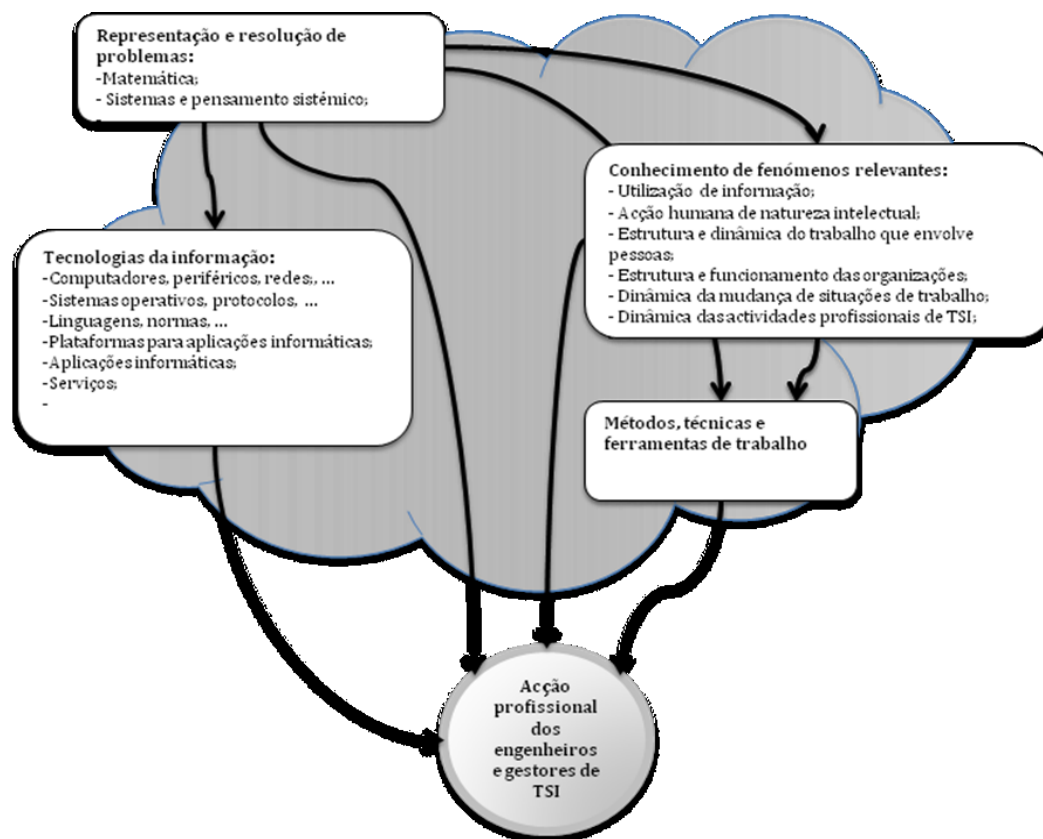 Representação e resolução de
problemas:
-Matemática;
- Sistemas e pensamento sistémico;
-
Conhecimento de fenómenos relevantes:
- Utilização de informação;
- Acção humana de natureza intelectual;
- Estrutura e dinâmica do trabalho que envolve
pessoas;
- Estrutura e funcionamento das organizações;
- Dinâmica da mudança de situações de trabalho;
- Dinâmica das actividades profissionais de TSI;
Tecnologias da informação:
-Computadores, periféricos, redes;, ...
-Sistemas operativos, protocolos, ...
-Linguagens, normas, ...
-Plataformas para aplicações informáticas;
-Aplicações informáticas;
-Serviços;
-
Métodos, técnicas e
ferramentas de trabalho
Acção
profissional
dos
engenheiros
e gestores de
TSI